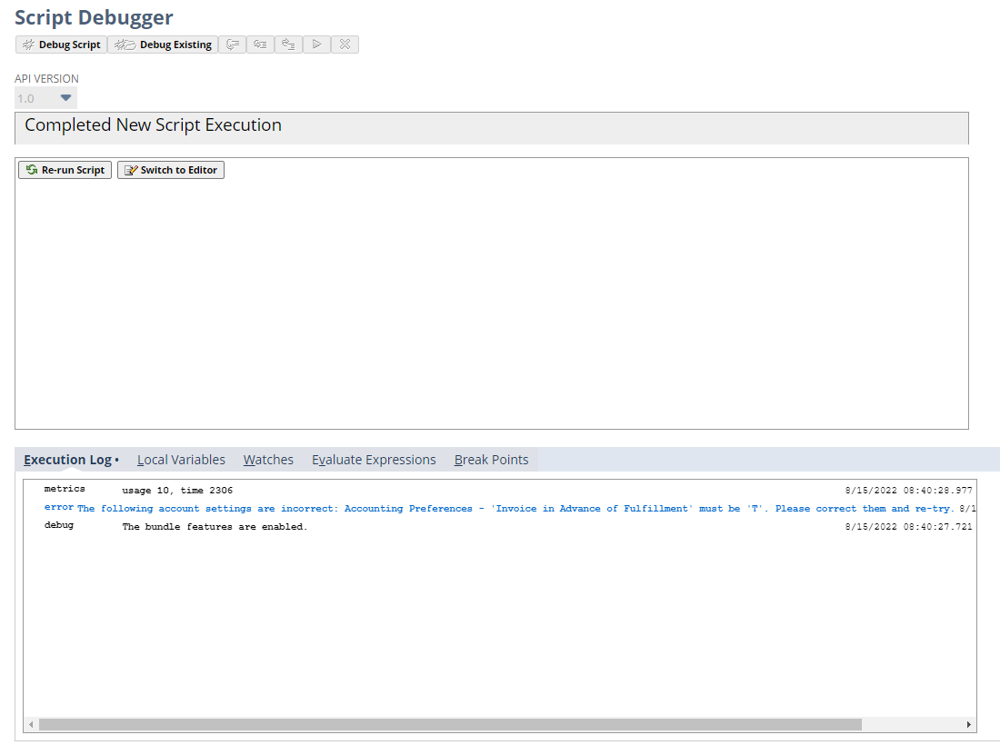 Script Debugger
Debug Script Debug Existing
API VERSION
1.0
Completed New Script Execution
Re-run Script Switch to Editor
Execution Log • Local Variables Watches Evaluate Expressions Break Points
metrics usage 10, time 2306 8/15/2022 08:40:28.977
error The following account settings are incorrect: Accounting Preferences - 'Invoice in Advance of Fulfillment' must be 'T'. Please correct them and re-try. 8/1
debug The bundle features are enabled. 8/15/2022 08:40:27.721